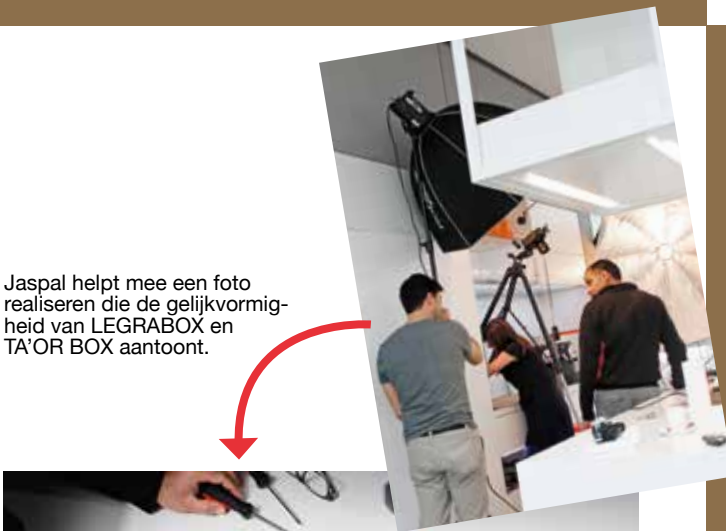 Jaspal helpt mee een foto
realiseren die de gelijkvormig-
heid van LEGRABOX en
TA'OR BOX aantoont.